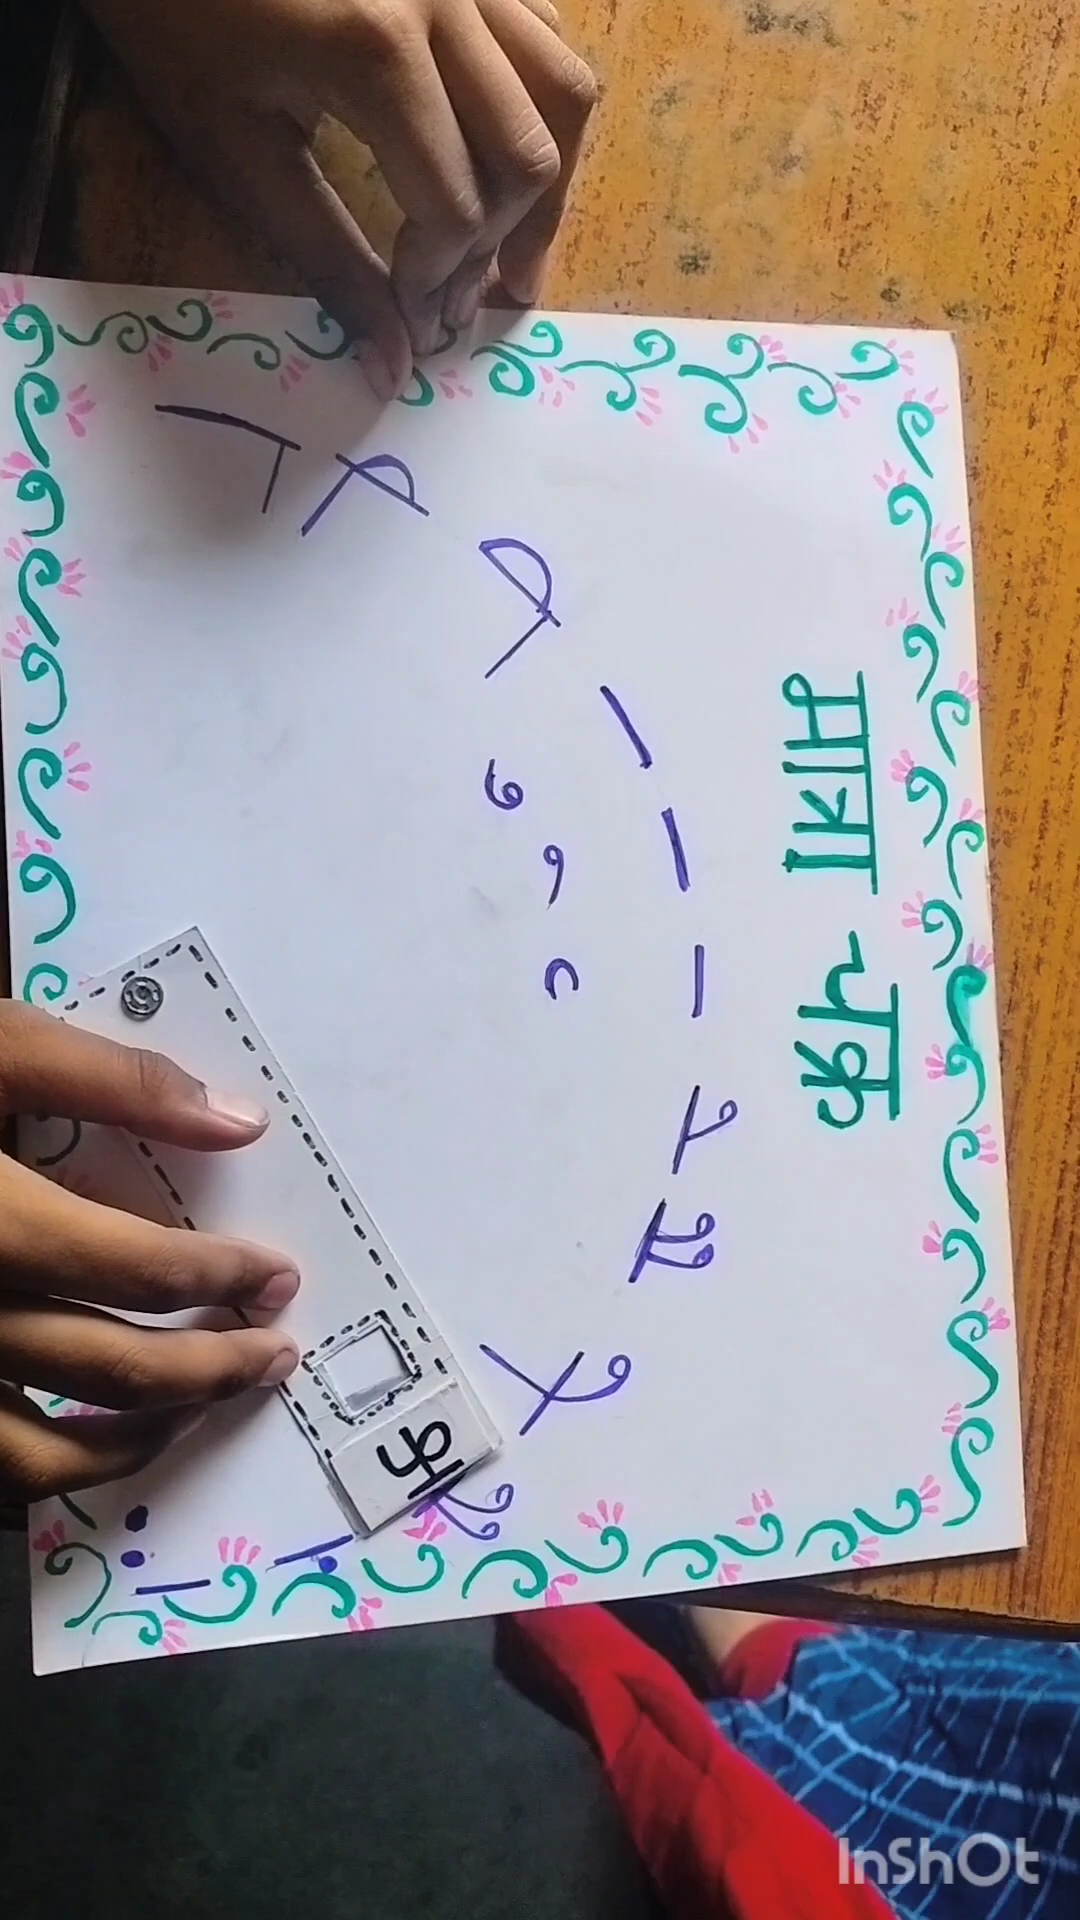 मात्रा चक्र
ा ि ी ु ू ृ े ै ो ौ ं ः
क
InShOt